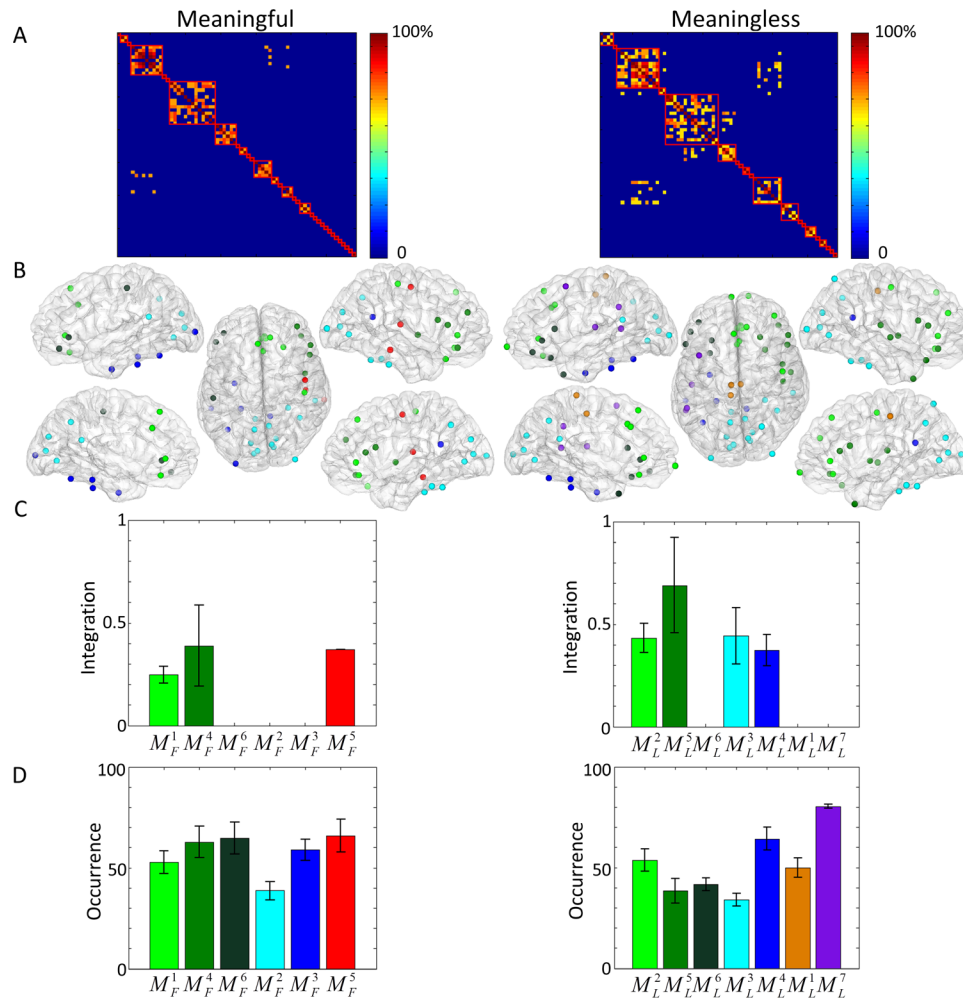 Meaningful Meaningless
A 100% 100%
0 0
B
C 1 1
Integration Integration
0.5 0.5
0 0
M_F^1 M_F^4 M_F^6 M_F^2 M_F^3 M_F^5 M_L^2 M_L^5 M_L^6 M_L^3 M_L^4 M_L^1 M_L^7
D 100 100
Occurrence Occurrence
50 50
0 0
M_F^1 M_F^4 M_F^6 M_F^2 M_F^3 M_F^5 M_L^2 M_L^5 M_L^6 M_L^3 M_L^4 M_L^1 M_L^7